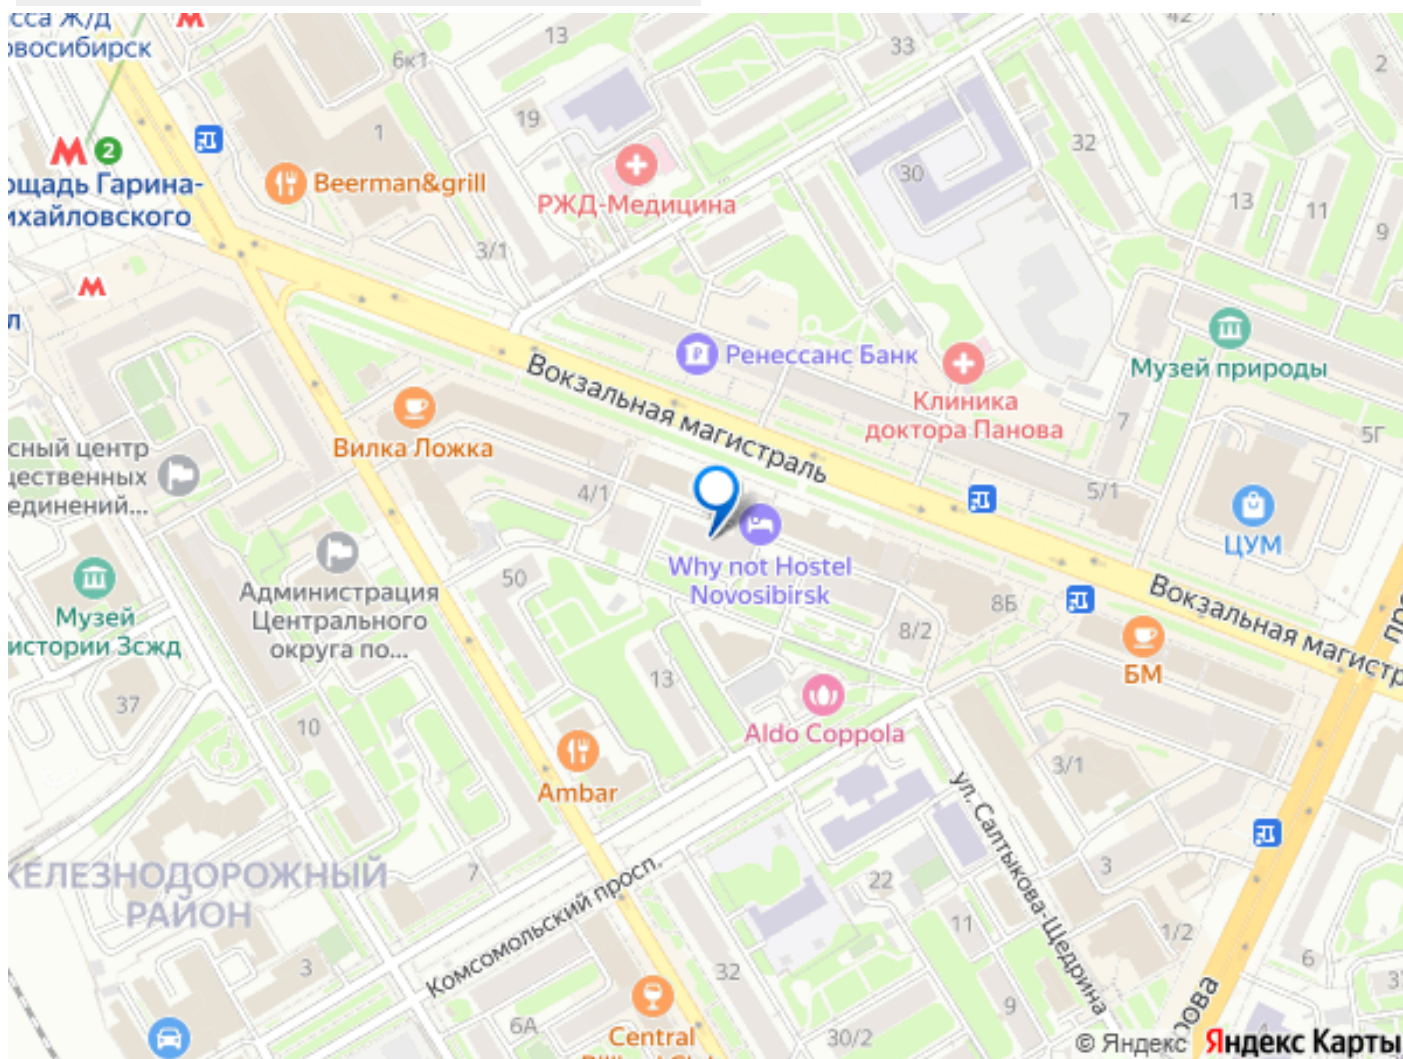 сса Ж/Д
овосибирск
13
6к1
33
42
2
19
1
32
2
ощадь Гарина-
ихайловского
Beerman&grill
РЖД-Медицина
30
13
11
9
3/1
л
Ренессанс Банк
Музей природы
Вокзальная магистраль
Клиника
доктора Панова
7
5Г
Вилка Ложка
сный центр
цественных
единений...
4/1
5/1
ЦУМ
Администрация
Центрального
округа по...
50
Why not Hostel
Novosibirsk
Музей
истории Зсжд
8Б
8/2
Вокзальная магистр
БМ
37
13
10
Aldo Coppola
Ambar
3/1
ул. Салтыкова-Щедрина
ЖЕЛЕЗНОДОРОЖНЫЙ
РАЙОН
7
Комсомольский просп.
22
3
11
1/2
32
3
6
9
6А
30/2
Central
рова
© Яндекс Яндекс Карты